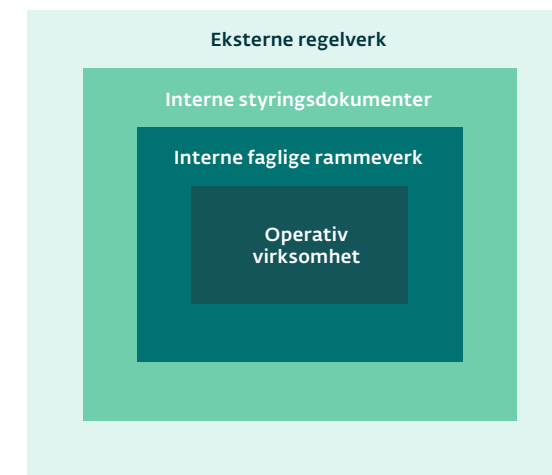 Eksterne regelverk
Interne styringsdokumenter
Interne faglige rammeverk
Operativ
virksomhet